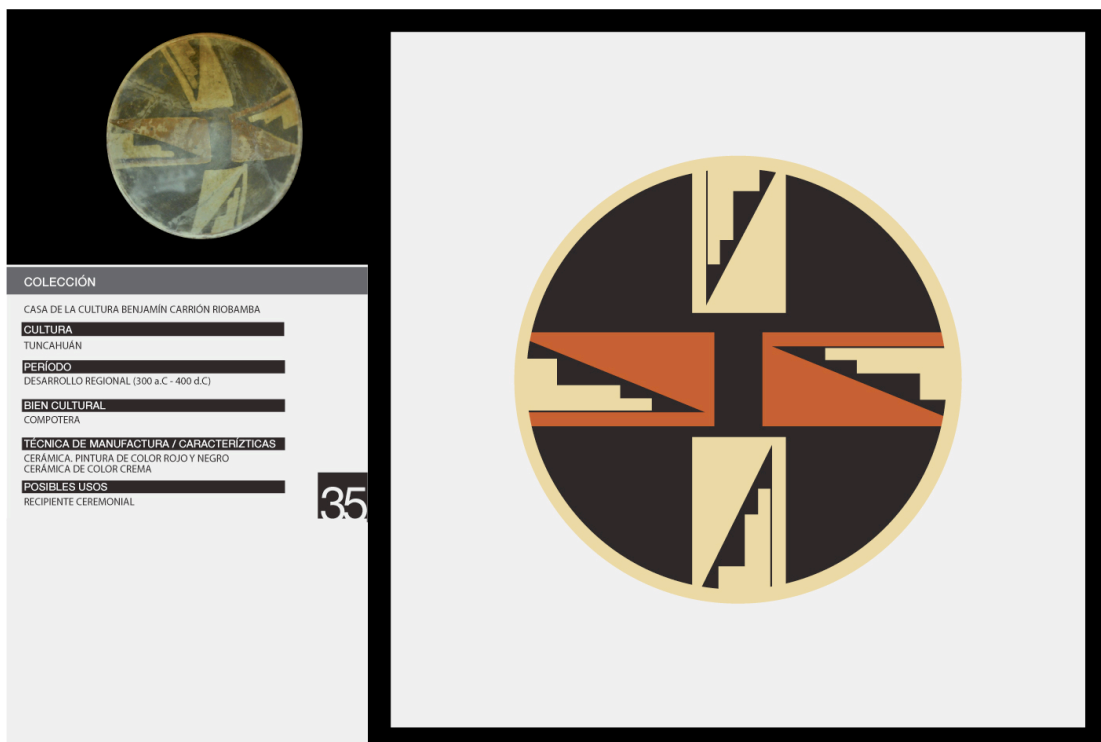 COLECCIÓN
CASA DE LA CULTURA BENJAMÍN CARRIÓN RIOBAMBA
CULTURA
TUNCAHUÁN
PERÍODO
DESARROLLO REGIONAL (300 a.C - 400 d.C)
BIEN CULTURAL
COMPOTERA
TÉCNICA DE MANUFACTURA / CARACTERÍZTICAS
CERÁMICA. PINTURA DE COLOR ROJO Y NEGRO
CERÁMICA DE COLOR CREMA
POSIBLES USOS
RECIPIENTE CEREMONIAL
35